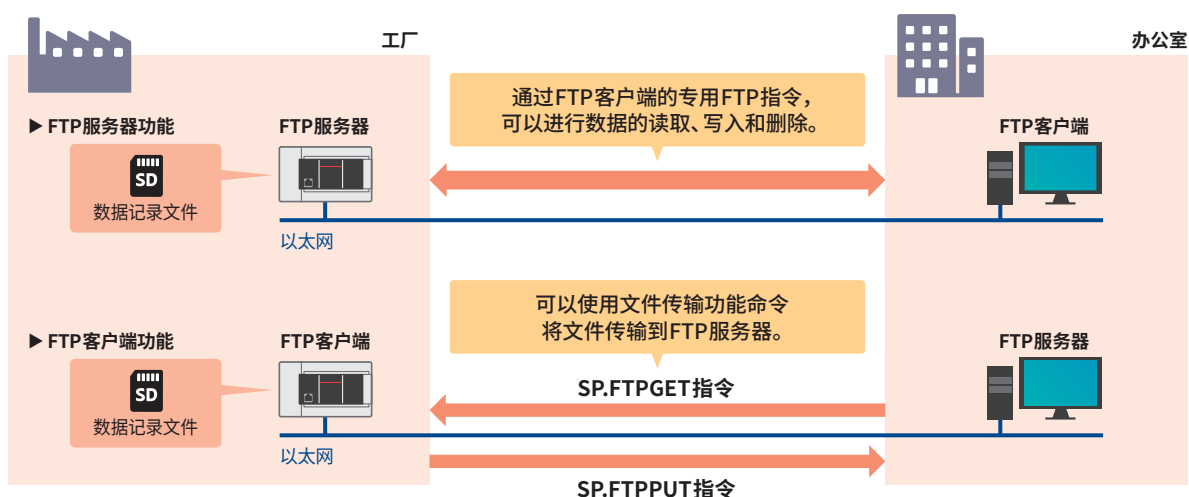 工厂
办公室
通过FTP客户端的专用FTP指令，
可以进行数据的读取、写入和删除。
▶FTP服务器功能
FTP服务器
FTP客户端
SD
数据记录文件
以太网
可以使用文件传输功能命令
将文件传输到FTP服务器。
▶FTP客户端功能
FTP客户端
FTP服务器
SD
数据记录文件
SP.FTPGET指令
以太网
SP.FTPPUT指令